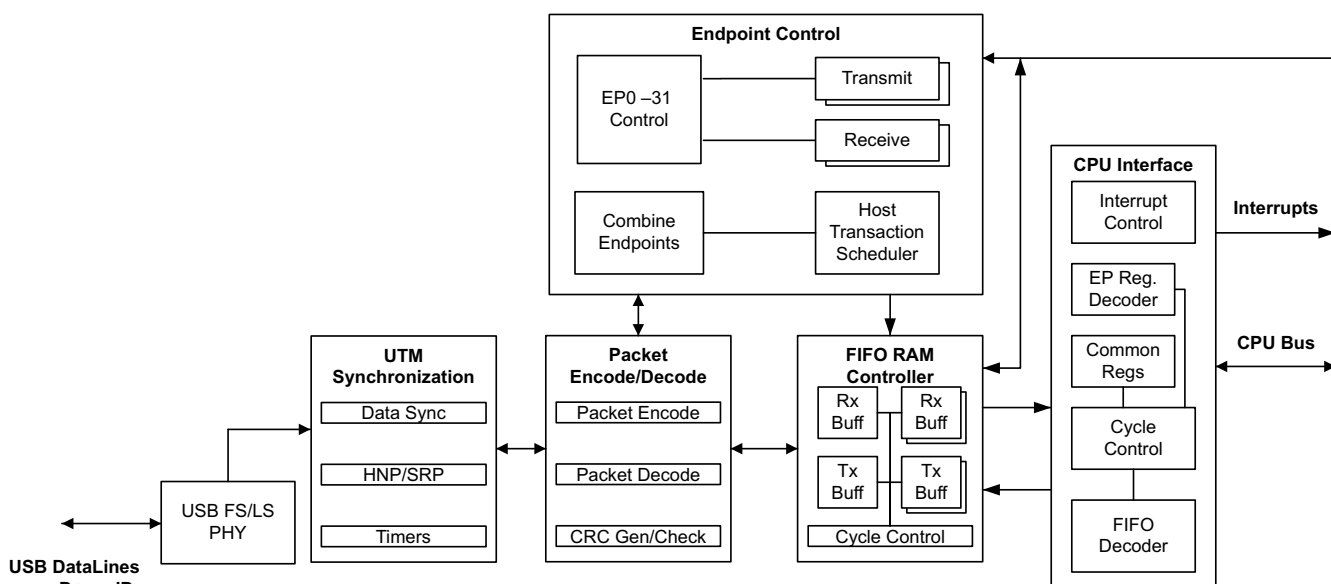 Endpoint Control
EP0 –31
Control
Transmit
Receive
Combine
Endpoints
Host
Transaction
Scheduler
CPU Interface
Interrupt
Control
Interrupts
EP Reg.
Decoder
Common
Regs
CPU Bus
Cycle
Control
FIFO
Decoder
UTM
Synchronization
Data Sync
HNP/SRP
Timers
Packet
Encode/Decode
Packet Encode
Packet Decode
CRC Gen/Check
FIFO RAM
Controller
Rx
Buff
Rx
Buff
Tx
Buff
Tx
Buff
Cycle Control
USB FS/LS
PHY
USB DataLines